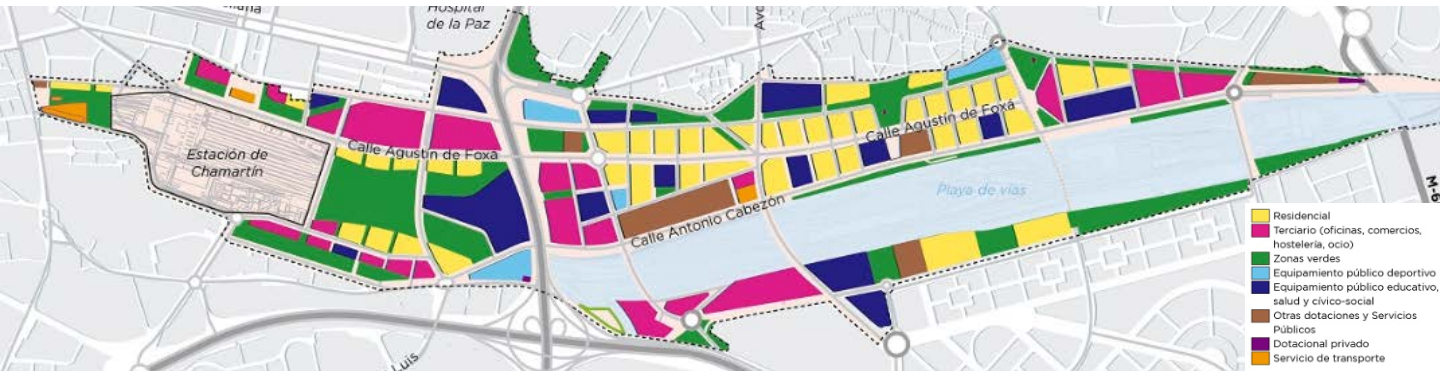 Hospital
de la Paz
Calle Agustín de Foxá
Estación de
Chamartín
Calle Agustín de Foxá
Playa de vías
Calle Antonio Cabezón
M-6
Luis
Residencial
Terciario (oficinas, comercios,
hostelería, ocio)
Zonas verdes
Equipamiento público deportivo
Equipamiento público educativo,
salud y cívico-social
Otras dotaciones y Servicios
Públicos
Dotacional privado
Servicio de transporte